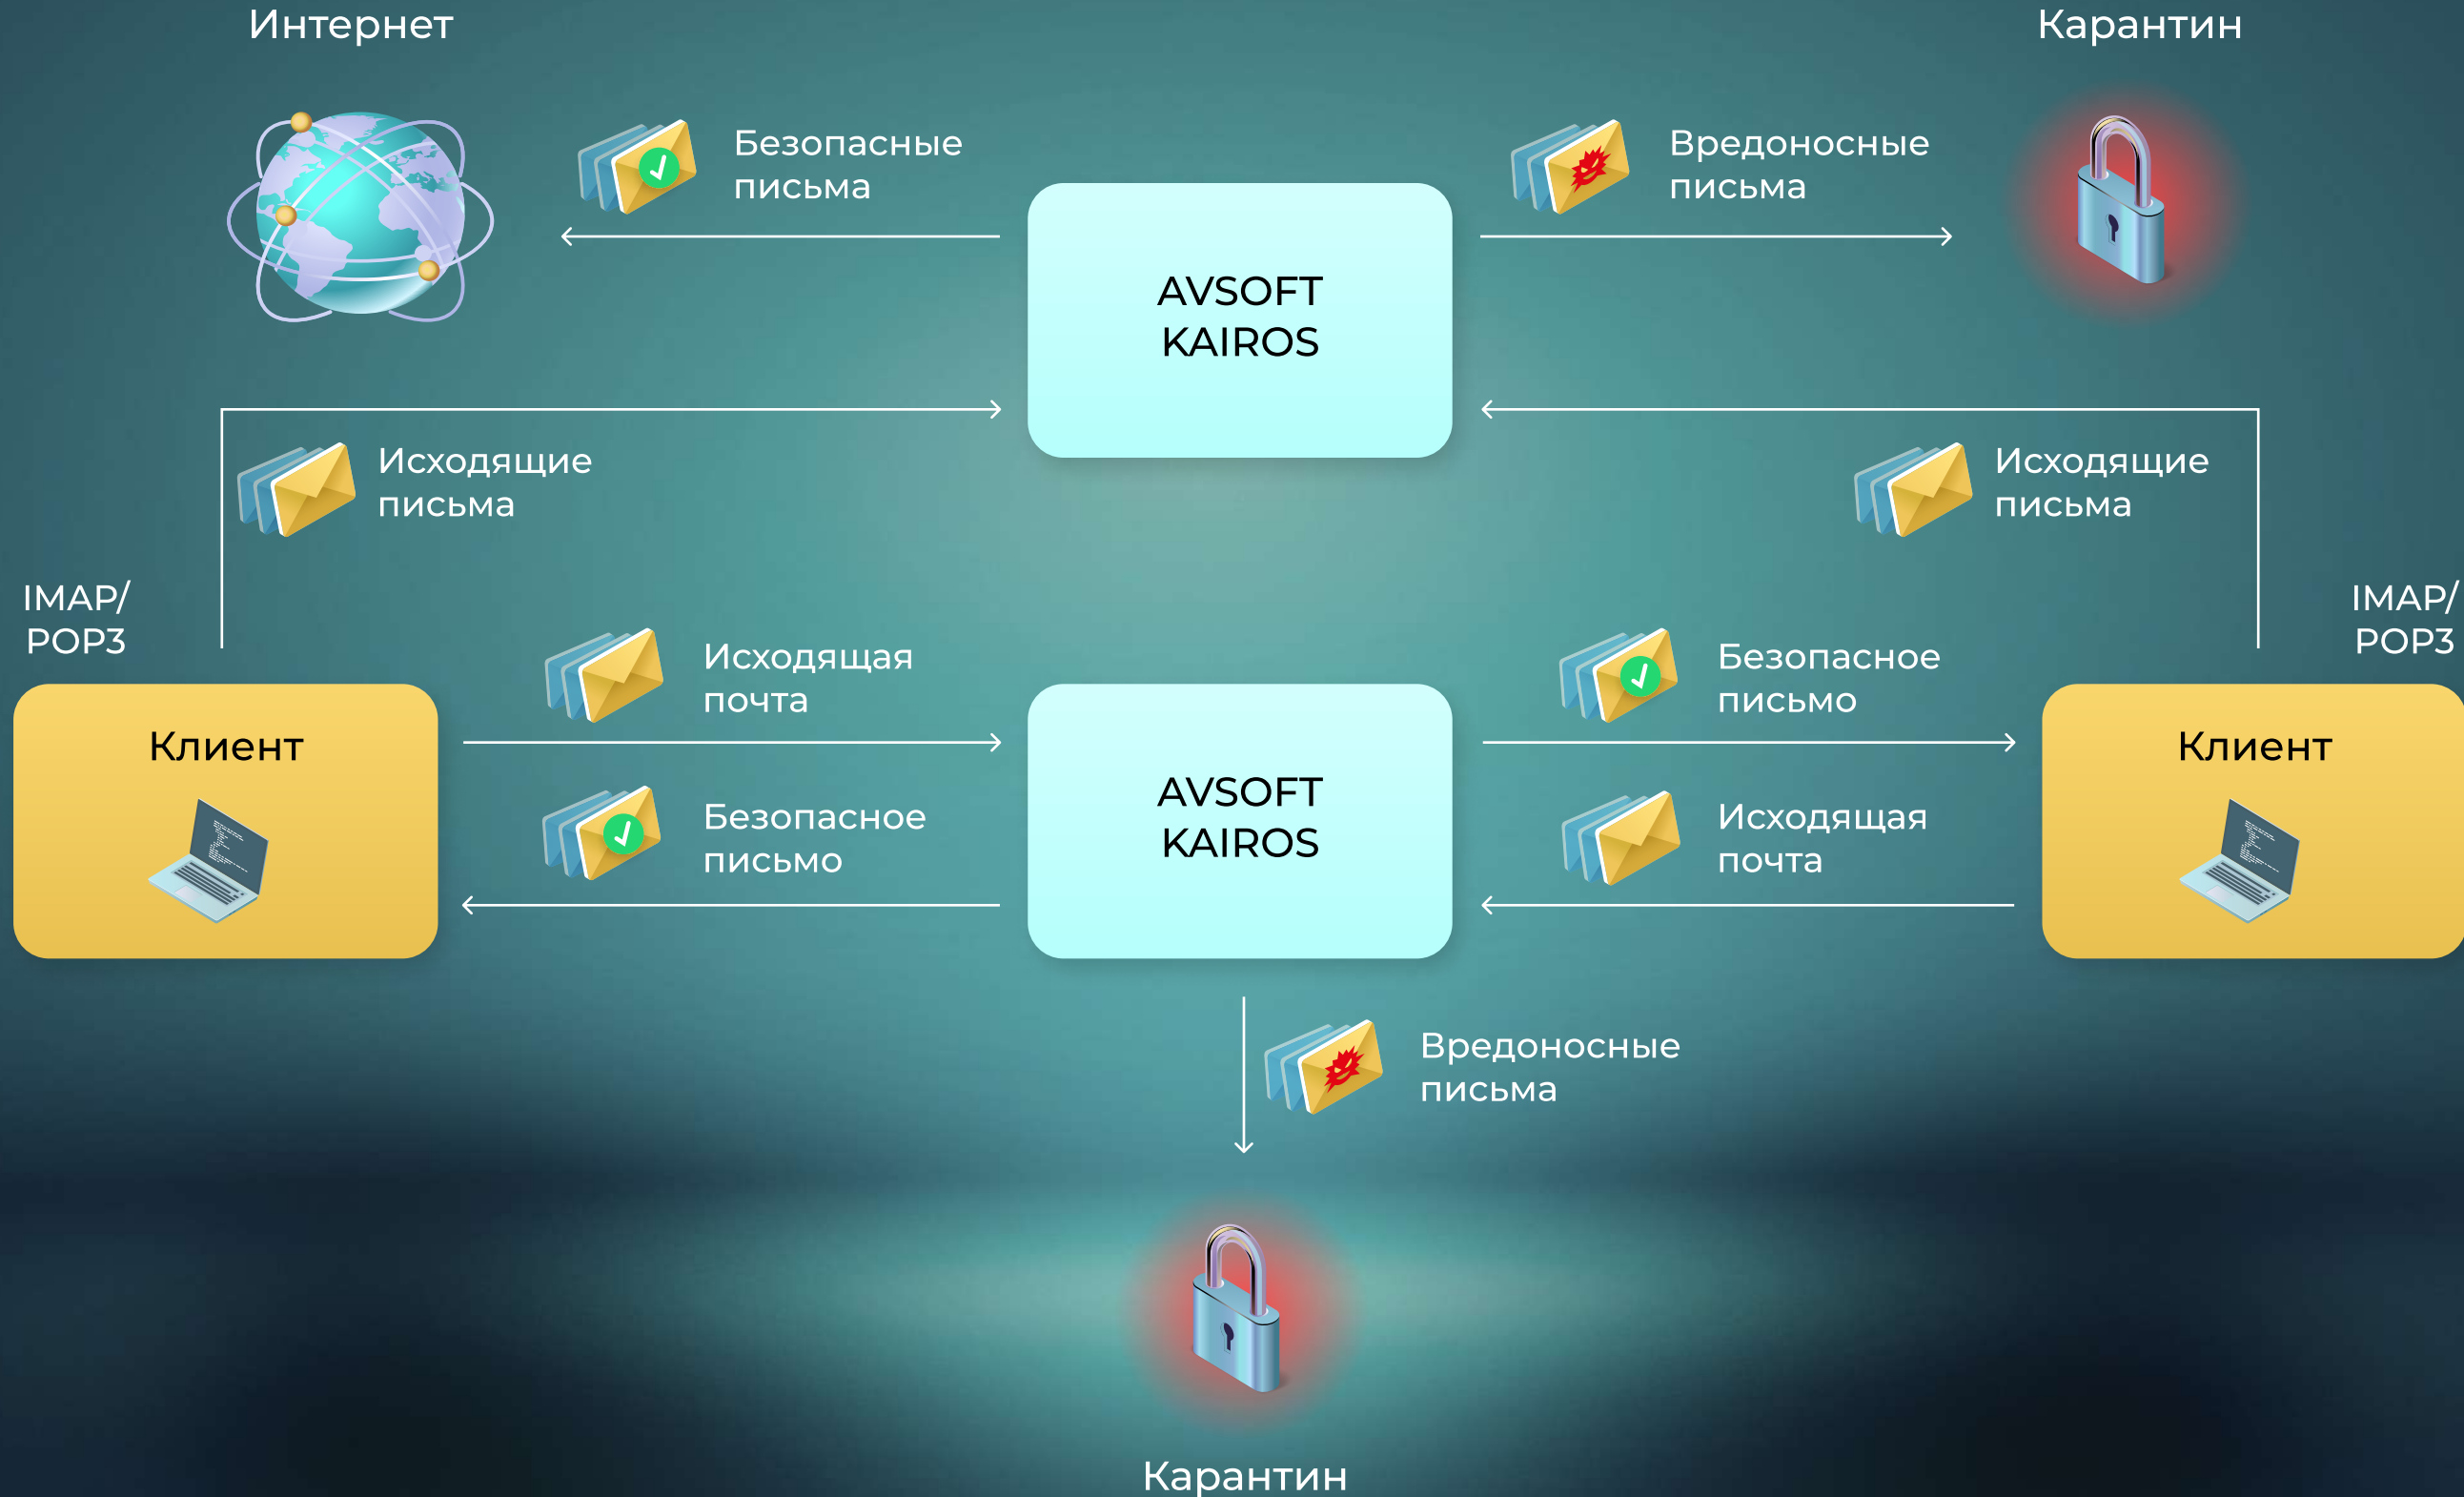 Интернет
Карантин
Безопасные
письма
Вредоносные
письма
AVSOFT
KAIROS
Исходящие
письма
Исходящие
письма
IMAP/
POP3
IMAP/
POP3
Исходящая
почта
Безопасное
письмо
Клиент
AVSOFT
KAIROS
Клиент
Безопасное
письмо
Исходящая
почта
Вредоносные
письма
Карантин